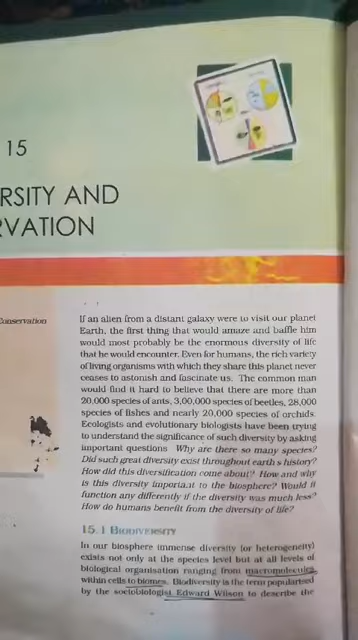 15
RSITY AND
RVATION
Conservation
If an alien from a distant galaxy were to visit our planet
Earth, the first thing that would amaze and baffle him
would most probably be the enormous diversity of life
that he would encounter. Even for humans, the rich variety
of living organisms with which they share this planet never
ceases to astonish and fascinate us. The common man
would find it hard to believe that there are more than
20,000 species of ants, 3,00,000 species of beetles, 28,000
species of fishes and nearly 20,000 species of orchids.
Ecologists and evolutionary biologists have been trying
to understand the significance of such diversity by asking
important questions Why are there so many species?
Did such great diversity exist throughout earth s history?
How did this diversification come about? How and why
is this diversity important to the biosphere? Would it
function any differently if the diversity was much less?
How do humans benefit from the diversity of life?
15.1 BIODIVERSITY
In our biosphere immense diversity (or heterogeneity)
exists not only at the species level but at all levels of
biological organisation ranging from macromolecules
within cells to biomes. Biodiversity is the term popularised
by the sociobiologist Edward Wilson to describe the